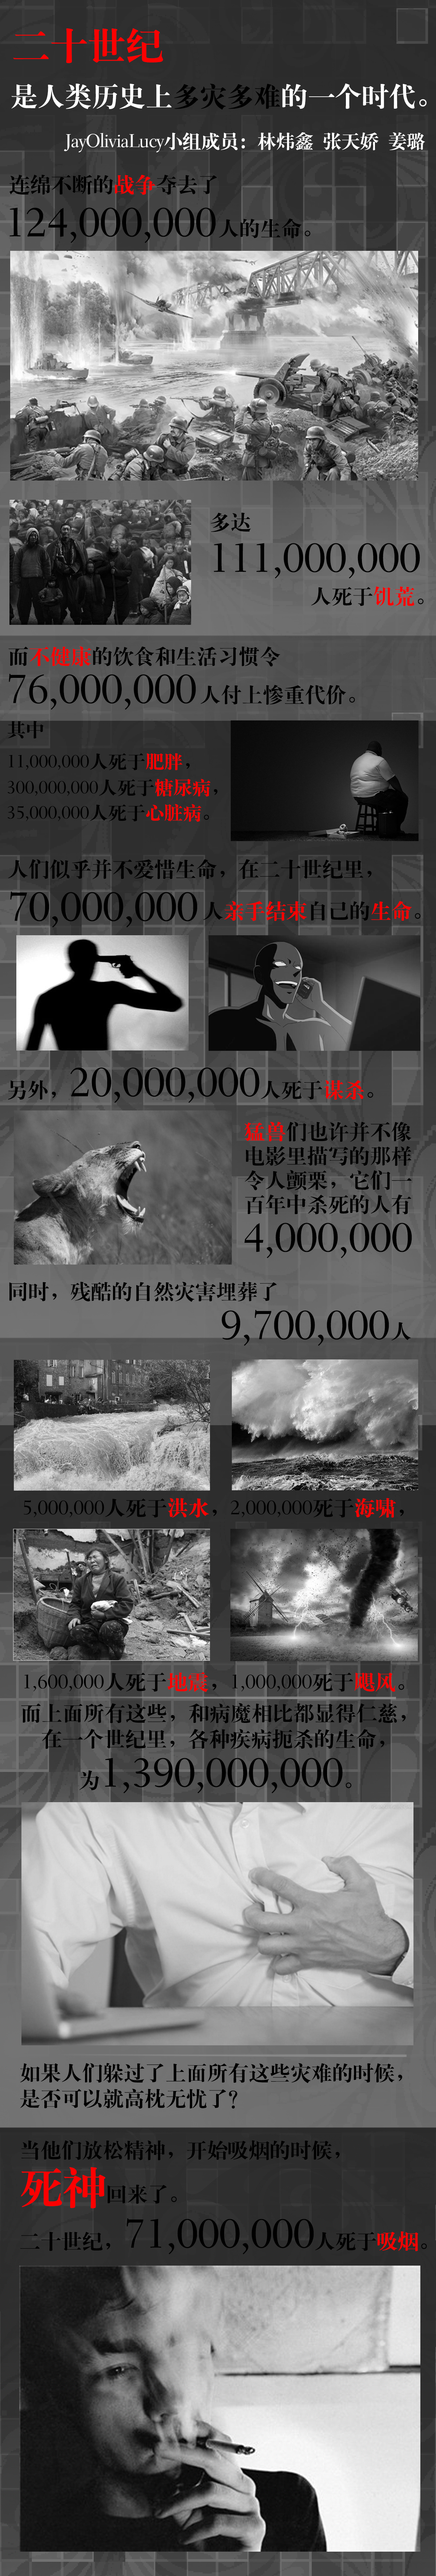 二十世纪
是人类历史上多灾多难的一个时代。
JayOliviaLucy小组成员：林炜鑫 张天娇 姜璐
连绵不断的战争夺去了
124,000,000人的生命。
多达
111,000,000
人死于饥荒。
而不健康的饮食和生活习惯令
76,000,000人付上惨重代价。
其中
11,000,000人死于肥胖，
300,000,000人死于糖尿病，
35,000,000人死于心脏病。
人们似乎并不爱惜生命，在二十世纪里，
70,000,000人亲手结束自己的生命。
另外，20,000,000人死于谋杀。
猛兽们也许并不像
电影里描写的那样
令人颤栗，它们一
百年中杀死的人有
4,000,000
同时，残酷的自然灾害埋葬了
9,700,000人
5,000,000人死于洪水，2,000,000死于海啸，
1,600,000人死于地震，1,000,000死于飓风。
而上面所有这些，和病魔相比都显得仁慈，
在一个世纪里，各种疾病扼杀的生命，
为1,390,000,000。
如果人们躲过了上面所有这些灾难的时候，
是否可以就高枕无忧了？
当他们放松精神，开始吸烟的时候，
死神回来了。
二十世纪，71,000,000人死于吸烟。